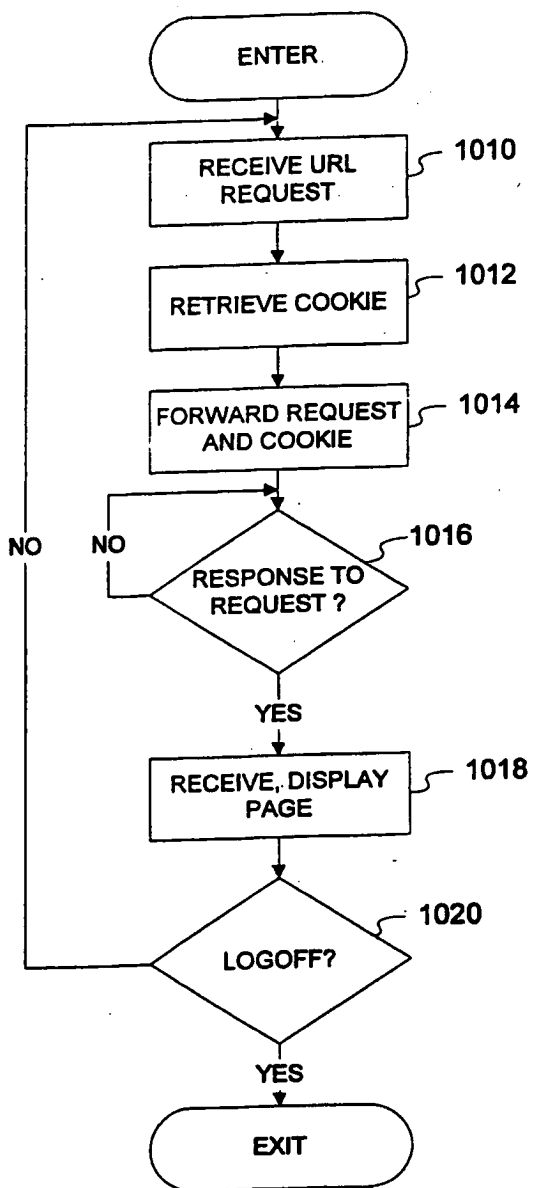 ENTER
RECEIVE URL
REQUEST
1010
RETRIEVE COOKIE
1012
FORWARD REQUEST
AND COOKIE
1014
NO
NO
RESPONSE TO
REQUEST ?
1016
YES
RECEIVE, DISPLAY
PAGE
1018
LOGOFF?
1020
YES
EXIT